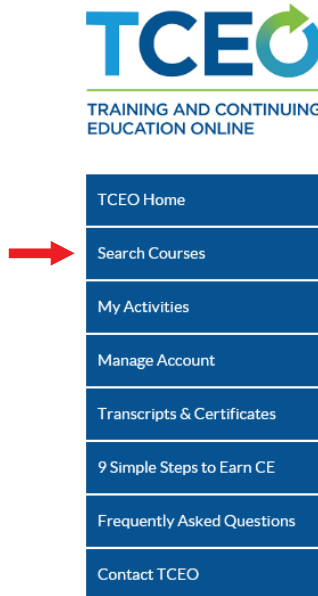 TCEO
TRAINING AND CONTINUING
EDUCATION ONLINE
TCEO Home
Search Courses
My Activities
Manage Account
Transcripts & Certificates
9 Simple Steps to Earn CE
Frequently Asked Questions
Contact TCEO